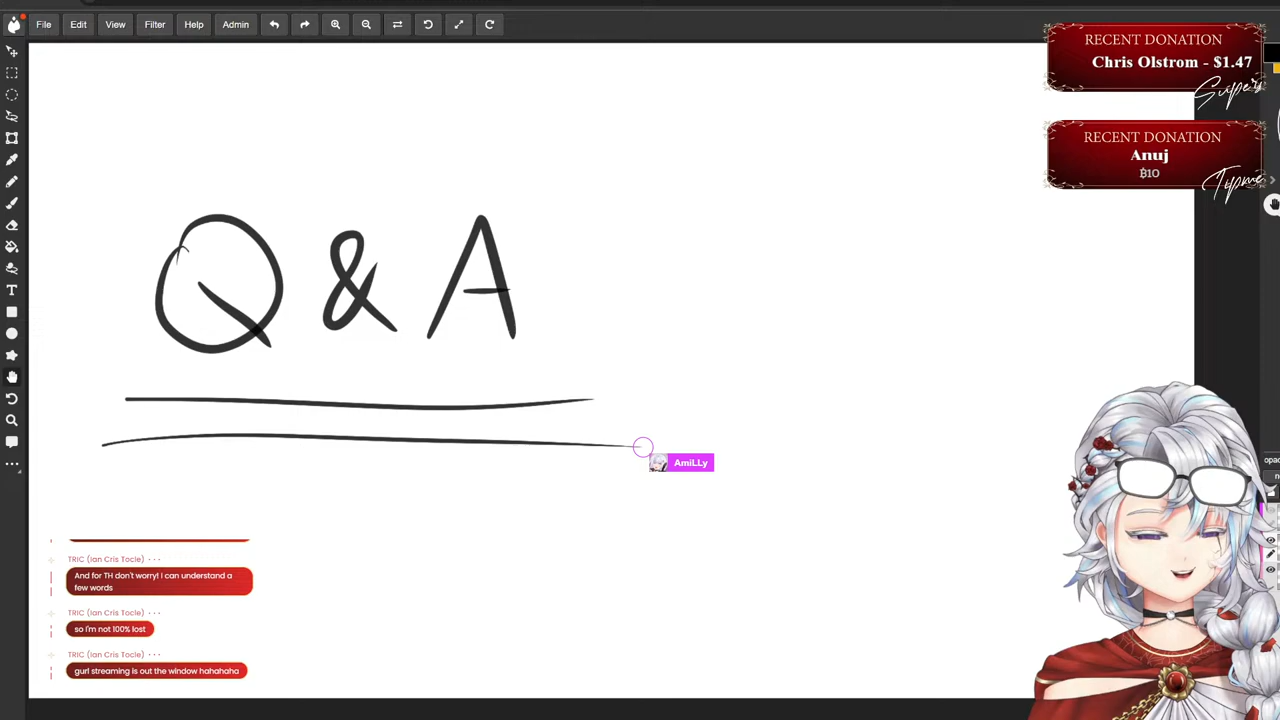 File Edit View Filter Help Admin
RECENT DONATION
Chris Olstrom - $1.47
Super
RECENT DONATION
Anuj
฿10
Tipme
Q & A
AmiLLy
TRIC (Ian Cris Tocle)
And for TH don't worry! I can understand a
few words
TRIC (Ian Cris Tocle)
so I'm not 100% lost
TRIC (Ian Cris Tocle)
gurl streaming is out the window hahahaha